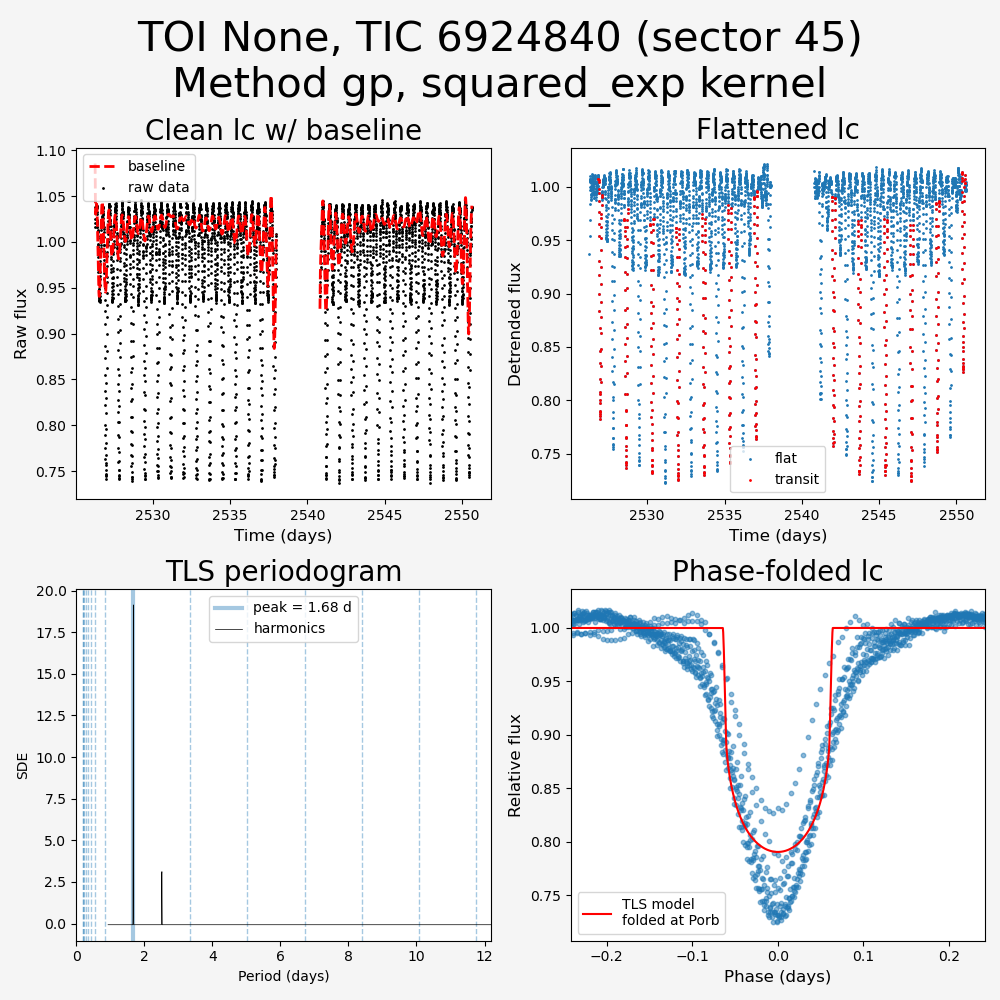 TOI None, TIC 6924840 (sector 45)
Method gp, squared_exp kernel
Clean lc w/ baseline
baseline
raw data
1.10
1.05
1.00
0.95
0.90
0.85
0.80
0.75
Raw flux
2530
2535
2540
2545
2550
Time (days)
Flattened lc
1.00
0.95
0.90
0.85
0.80
0.75
Detrended flux
flat
transit
2530
2535
2540
2545
2550
Time (days)
TLS periodogram
peak = 1.68 d
harmonics
20.0
17.5
15.0
12.5
10.0
7.5
5.0
2.5
0.0
SDE
0
2
4
6
8
10
12
Period (days)
Phase-folded lc
1.00
0.95
0.90
0.85
0.80
0.75
Relative flux
TLS model
folded at Porb
−0.2
−0.1
0.0
0.1
0.2
Phase (days)